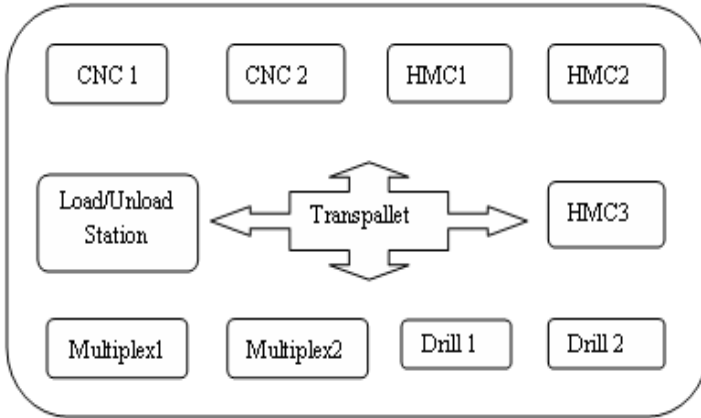 CNC 1
CNC 2
HMC1
HMC2
Load/Unload
Station
Transpallet
HMC3
Multiplex1
Multiplex2
Drill 1
Drill 2